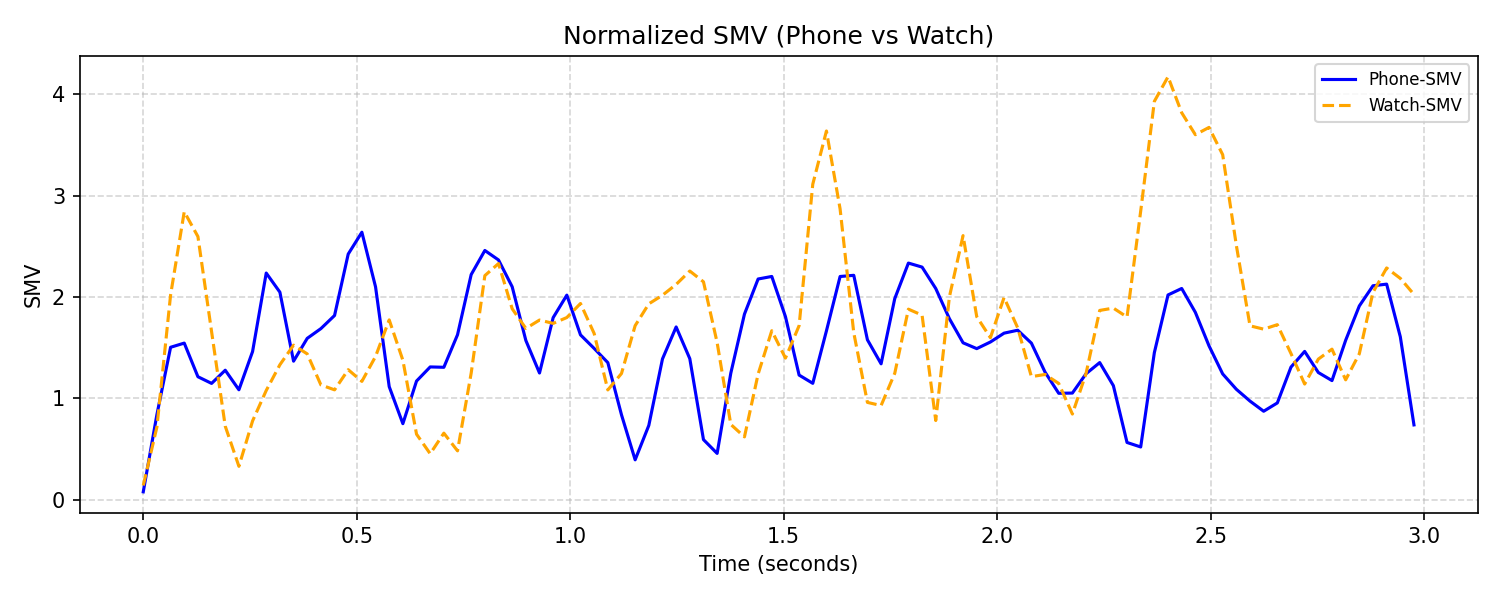 Normalized SMV (Phone vs Watch)
Phone-SMV
Watch-SMV
SMV
4
3
2
1
0
0.0 0.5 1.0 1.5 2.0 2.5 3.0
Time (seconds)